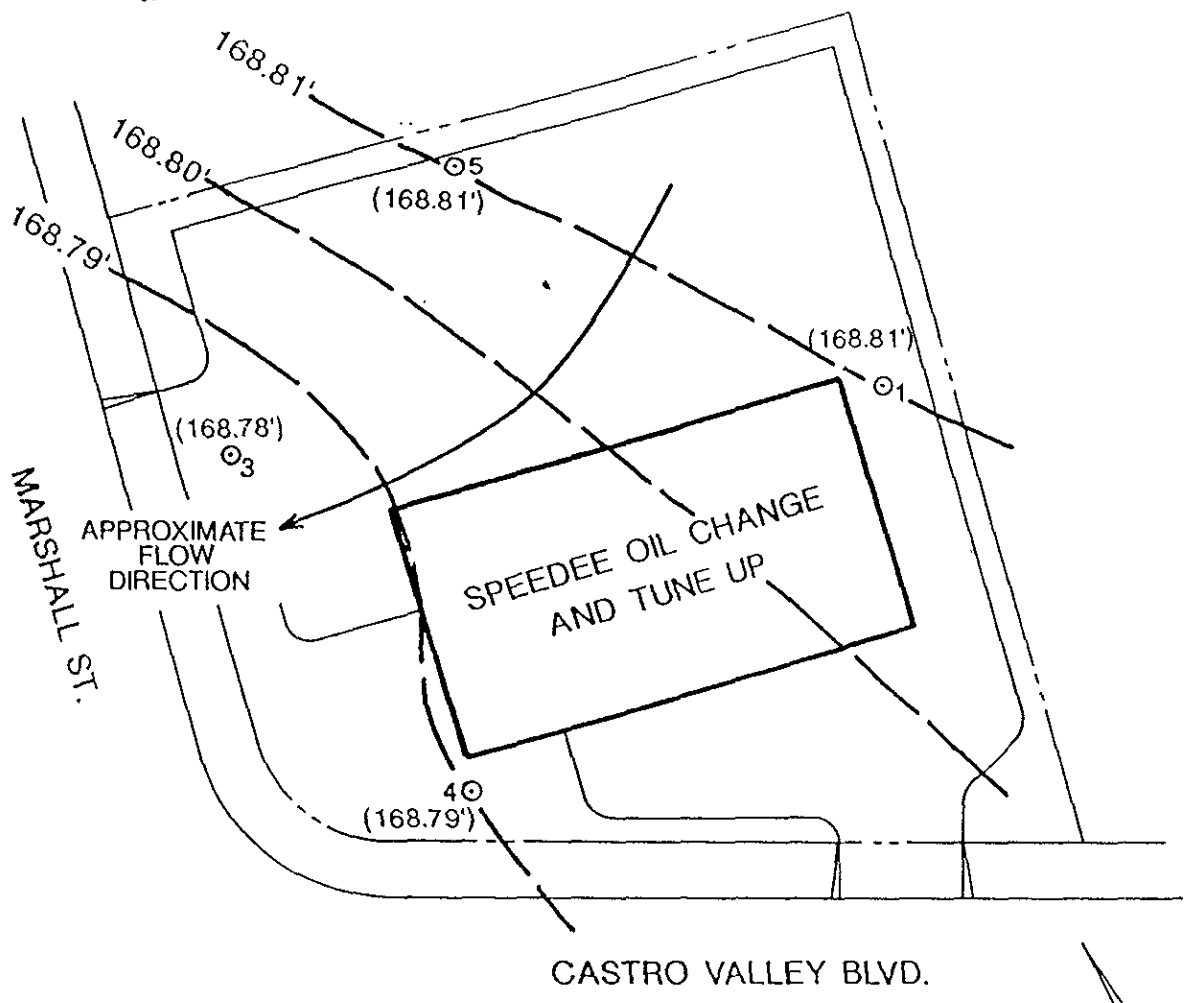 168.81'
168.80'
168.79'
5
(168.81')
(168.81')
1
(168.78')
3
MARSHALL ST.
APPROXIMATE
FLOW
DIRECTION
SPEEDEE OIL CHANGE
AND TUNE UP
4
(168.79')
CASTRO VALLEY BLVD.